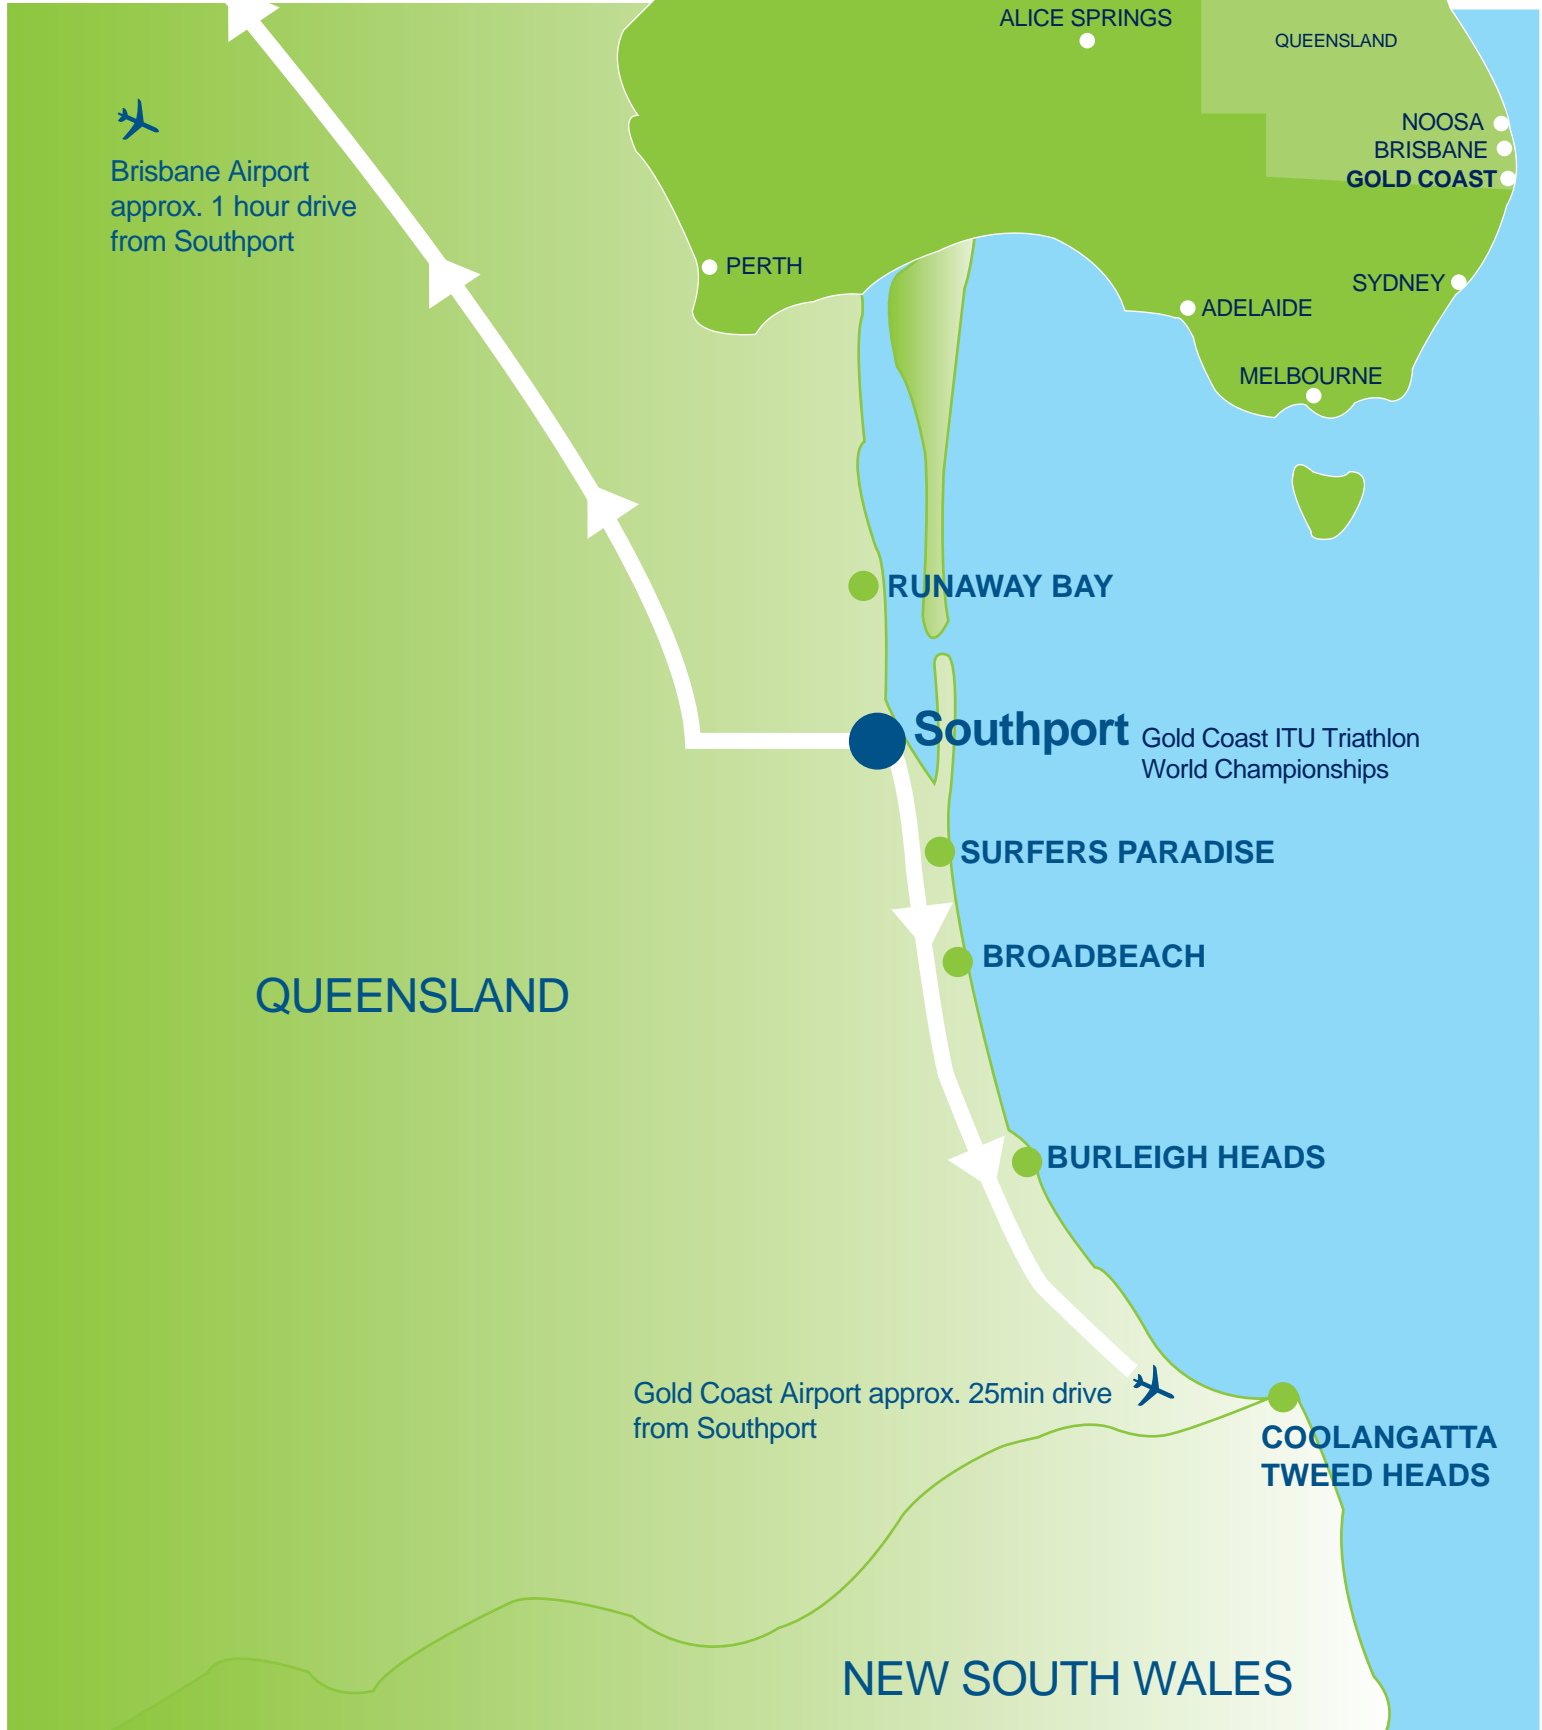 ALICE SPRINGS
QUEENSLAND
NOOSA
BRISBANE
GOLD COAST
Brisbane Airport
approx. 1 hour drive
from Southport
PERTH
SYDNEY
ADELAIDE
MELBOURNE
RUNAWAY BAY
Southport
Gold Coast ITU Triathlon
World Championships
SURFERS PARADISE
BROADBEACH
QUEENSLAND
BURLEIGH HEADS
Gold Coast Airport approx. 25min drive
from Southport
COOLANGATTA
TWEED HEADS
NEW SOUTH WALES